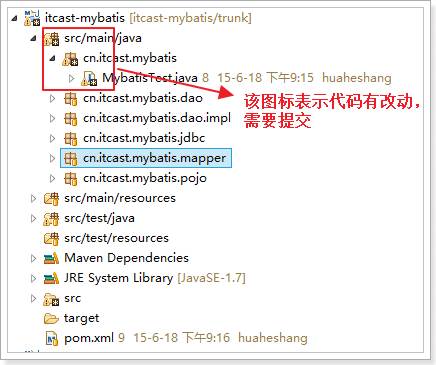 itcast-mybatis [itcast-mybatis/trunk]
src/main/java
cn.itcast.mybatis
MybatisTest.java 8 15-6-18 下午9:15 huaheshang
该图标表示代码有改动，
需要提交
cn.itcast.mybatis.dao
cn.itcast.mybatis.dao.impl
cn.itcast.mybatis.jdbc
cn.itcast.mybatis.mapper
cn.itcast.mybatis.pojo
src/main/resources
src/test/java
src/test/resources
Maven Dependencies
JRE System Library [JavaSE-1.7]
src
target
pom.xml 9 15-6-18 下午9:16 huaheshang